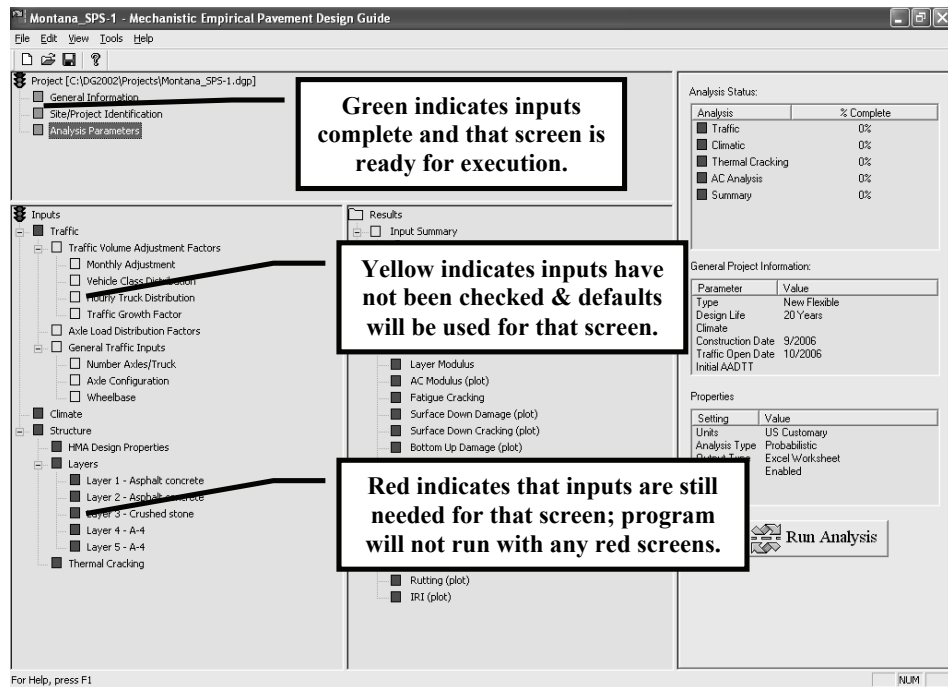 Montana_SPS-1 - Mechanistic Empirical Pavement Design Guide
File Edit View Tools Help
Project [C:\DG2002\Projects\Montana_SPS-1.dgp]
General Information
Site/Project Identification
Analysis Parameters
Green indicates inputs
complete and that screen is
ready for execution.
Analysis Status:
Analysis % Complete
Traffic 0%
Climatic 0%
Thermal Cracking 0%
AC Analysis 0%
Summary 0%
Inputs
Traffic
Traffic Volume Adjustment Factors
Monthly Adjustment
Vehicle Class Distribution
Hourly Truck Distribution
Traffic Growth Factor
Axle Load Distribution Factors
General Traffic Inputs
Number Axles/Truck
Axle Configuration
Wheelbase
Climate
Structure
HMA Design Properties
Layers
Layer 1 - Asphalt concrete
Layer 2 - Asphalt concrete
Layer 3 - Crushed stone
Layer 4 - A-4
Layer 5 - A-4
Thermal Cracking
Results
Input Summary
Yellow indicates inputs have
not been checked & defaults
will be used for that screen.
Layer Modulus
AC Modulus (plot)
Fatigue Cracking
Surface Down Damage (plot)
Surface Down Cracking (plot)
Bottom Up Damage (plot)
Red indicates that inputs are still
needed for that screen; program
will not run with any red screens.
Rutting (plot)
IRI (plot)
General Project Information:
Parameter Value
Type New Flexible
Design Life 20 Years
Climate
Construction Date 9/2006
Traffic Open Date 10/2006
Initial AADTT
Properties
Setting Value
Units US Customary
Analysis Type Probabilistic
Output Type Excel Worksheet
Enabled
Run Analysis
For Help, press F1
NUM